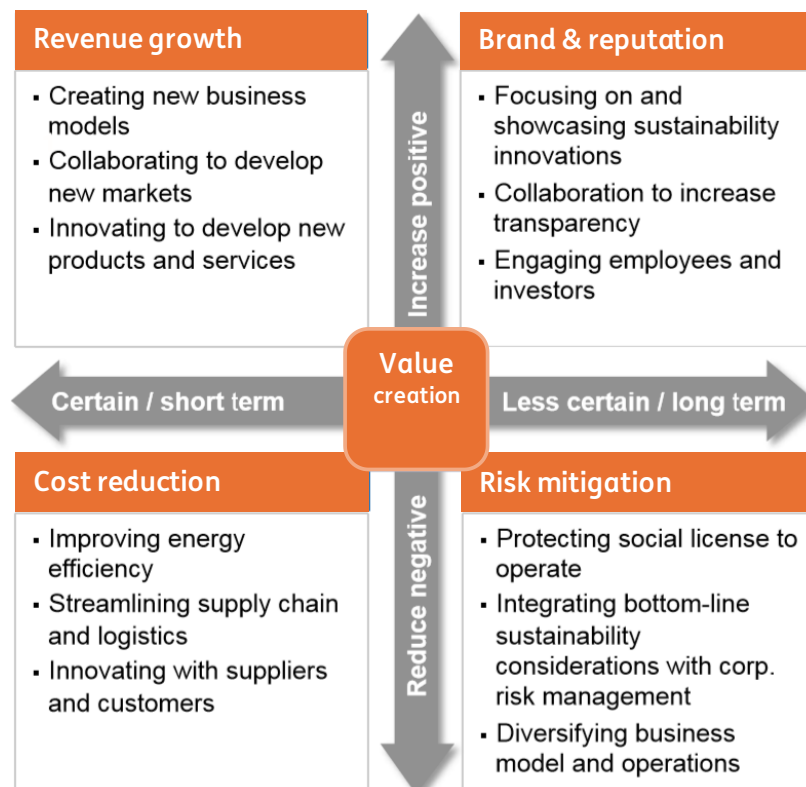 Revenue growth
▪ Creating new business
models
▪ Collaborating to develop
new markets
▪ Innovating to develop new
products and services
Increase positive
Brand & reputation
▪ Focusing on and
showcasing sustainability
innovations
▪ Collaboration to increase
transparency
▪ Engaging employees and
investors
Certain / short term
Value
creation
Less certain / long term
Cost reduction
▪ Improving energy
efficiency
▪ Streamlining supply chain
and logistics
▪ Innovating with suppliers
and customers
Reduce negative
Risk mitigation
▪ Protecting social license to
operate
▪ Integrating bottom-line
sustainability
considerations with corp.
risk management
▪ Diversifying business
model and operations